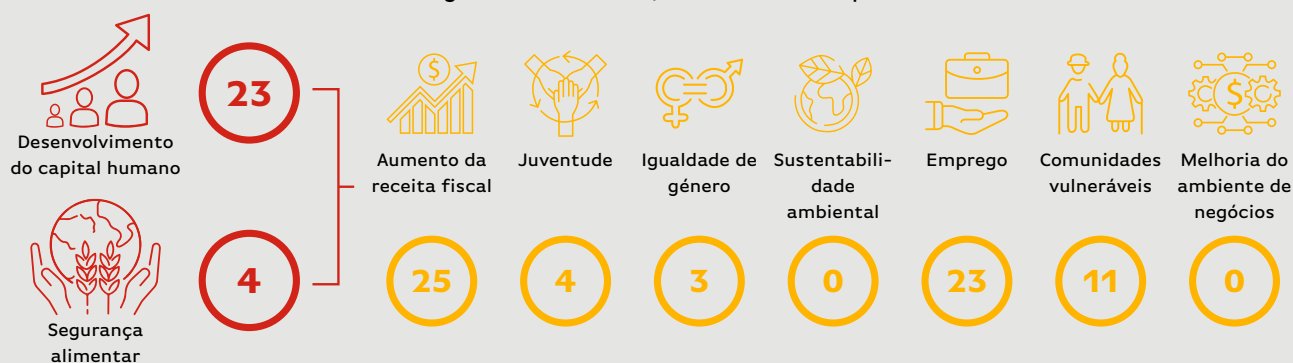 23
Desenvolvimento
do capital humano
4
Segurança
alimentar
$
Aumento da
receita fiscal
25
Juventude
4
Igualdade de
género
3
Sustentabili-
dade
ambiental
0
Emprego
23
Comunidades
vulneráveis
11
$
Melhoria do
ambiente de
negócios
0